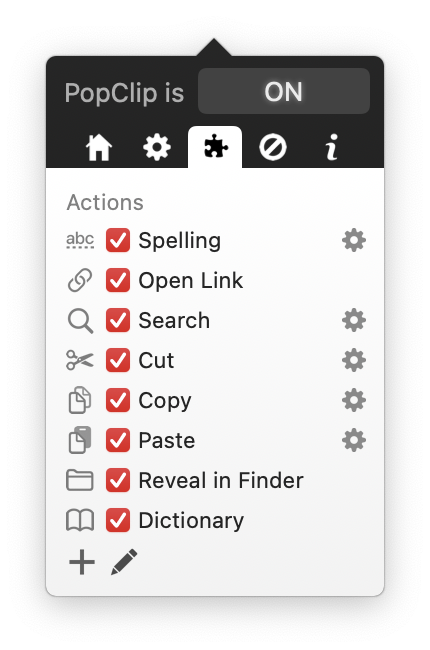 PopClip is ON
Actions
abc Spelling
Open Link
Search
Cut
Copy
Paste
Reveal in Finder
Dictionary